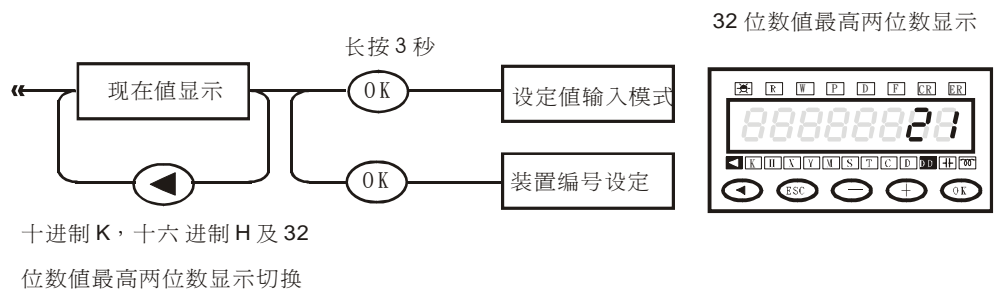 32 位数值最高两位数显示
长按 3 秒
现在值显示
OK
设定值输入模式
OK
装置编号设定
十进制 K，十六 进制 H 及 32
位数值最高两位数显示切换
R W P D F CR ER
21
K H X Y M S T C D DD
ESC
OK